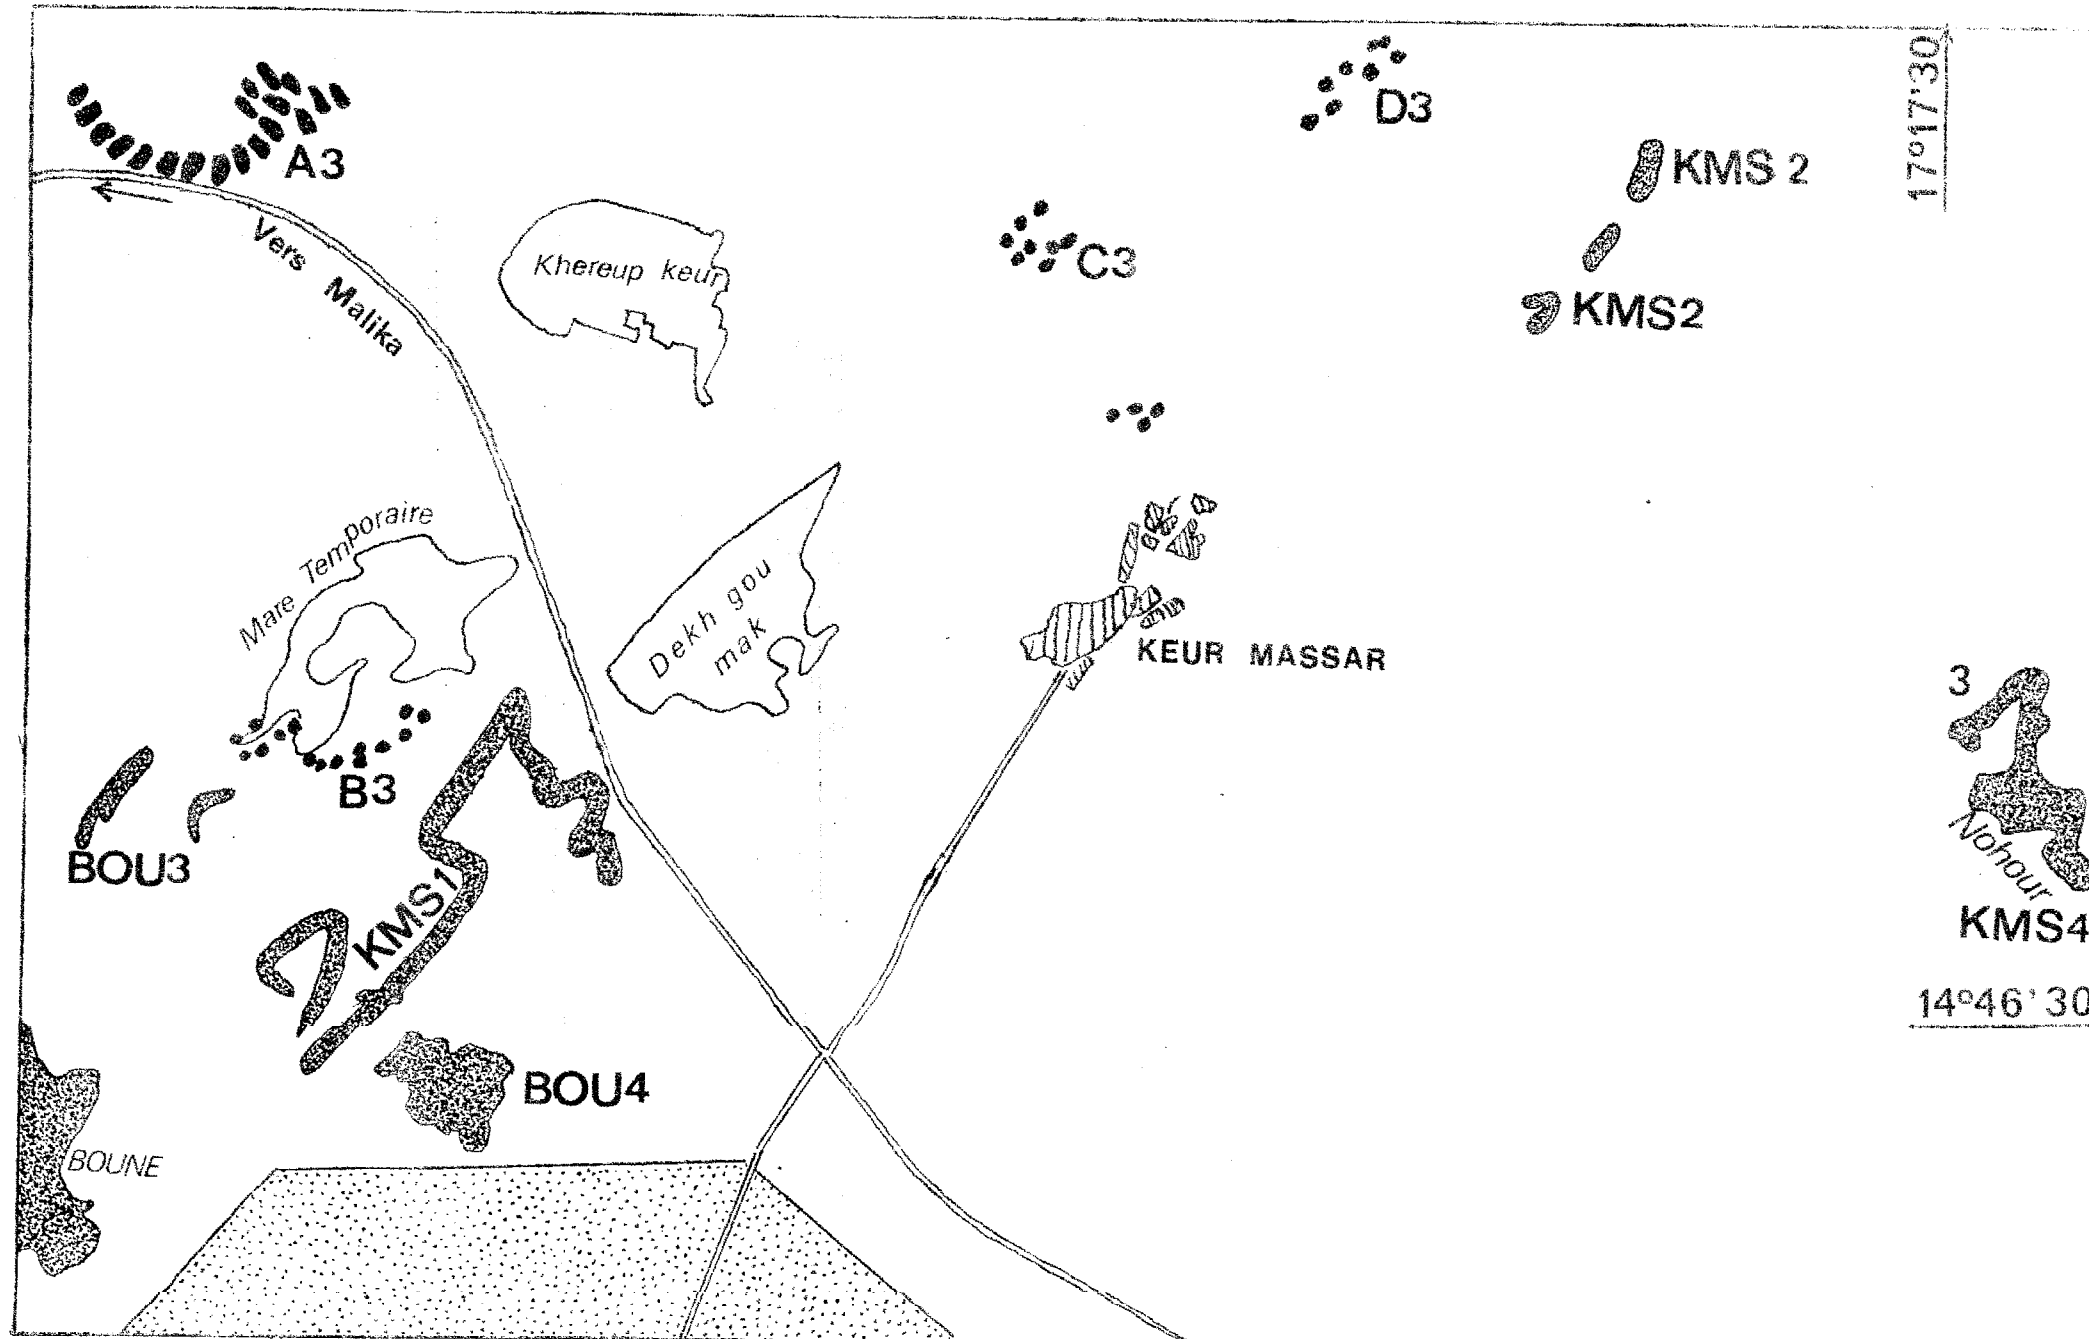 17°17'30
D3
A3
KMS 2
Vers Malika
Khereup keur
C3
KMS2
Mare Temporaire
Dekh gou
mak
KEUR MASSAR
3
B3
BOU3
Nohour
KMS1
KMS4
14°46'30
BOU4
BOUNE